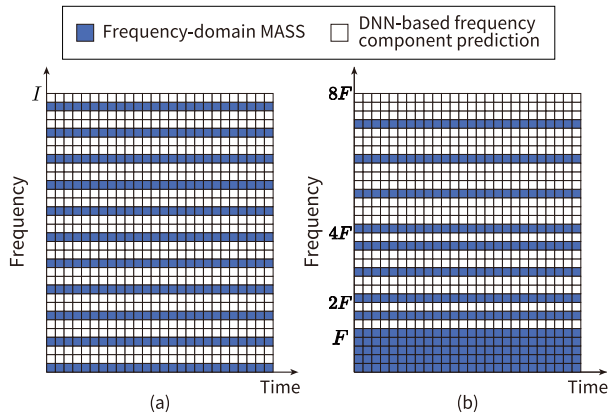 Frequency-domain MASS
DNN-based frequency
component prediction
I
Frequency
Time
(a)
8F
4F
2F
F
Frequency
Time
(b)